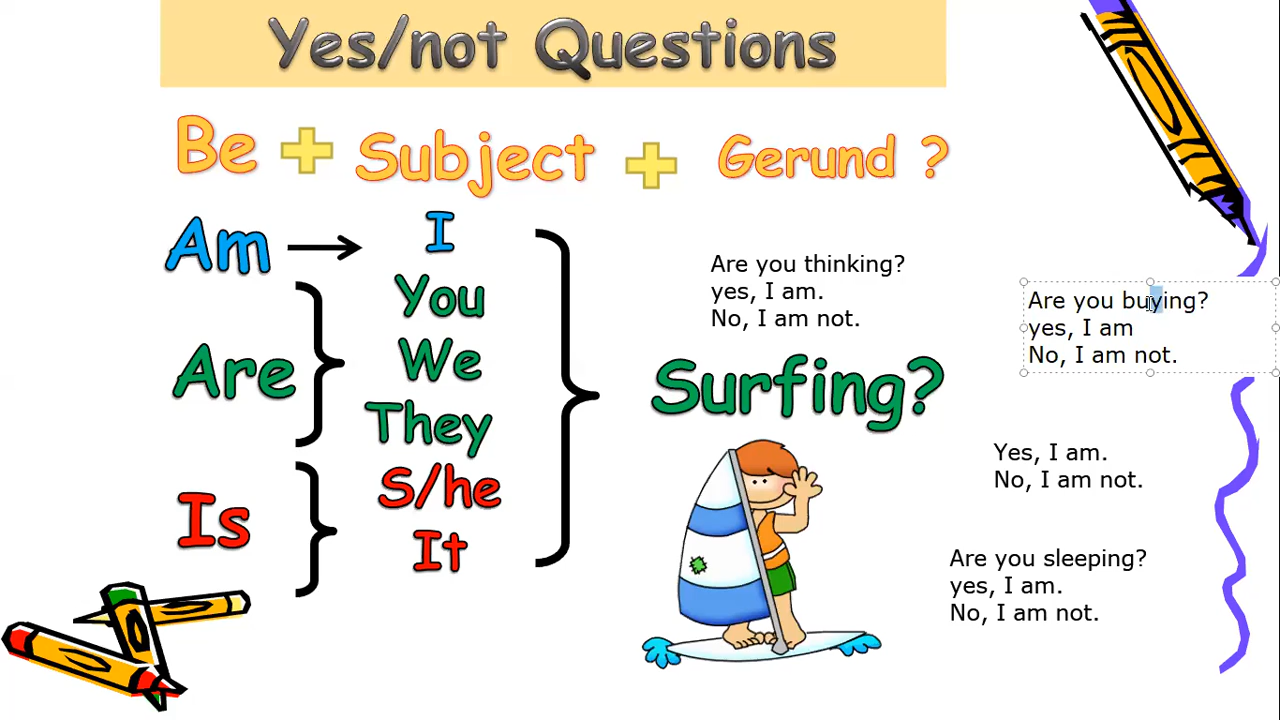 Yes/not Questions
Be + Subject + Gerund ?
Am
I
You
We
They
S/he
It
Are
Is
Are you thinking?
yes, I am.
No, I am not.
Surfing?
Are you buying?
yes, I am
No, I am not.
Yes, I am.
No, I am not.
Are you sleeping?
yes, I am.
No, I am not.